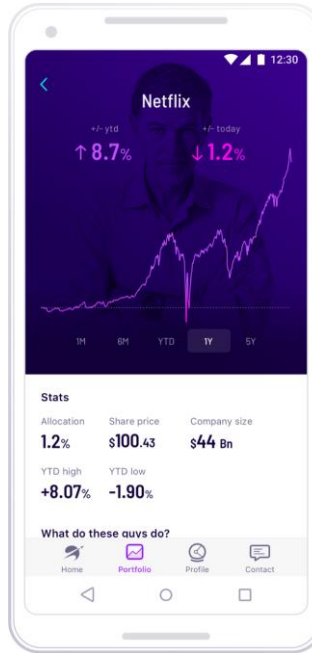 12:30
Netflix
+/- ytd +/- today
↑8.7% ↓1.2%
1M 6M YTD 1Y 5Y
Stats
Allocation Share price Company size
1.2% $100.43 $44 Bn
YTD high YTD low
+8.07% -1.90%
What do these guys do?
Home Portfolio Profile Contact